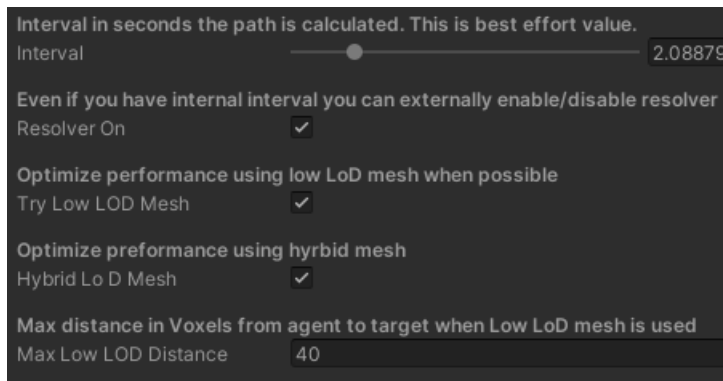 Interval in seconds the path is calculated. This is best effort value.
Interval 2.08879
Even if you have internal interval you can externally enable/disable resolver
Resolver On
Optimize performance using low LoD mesh when possible
Try Low LOD Mesh
Optimize preformance using hyrbid mesh
Hybrid Lo D Mesh
Max distance in Voxels from agent to target when Low LoD mesh is used
Max Low LOD Distance 40